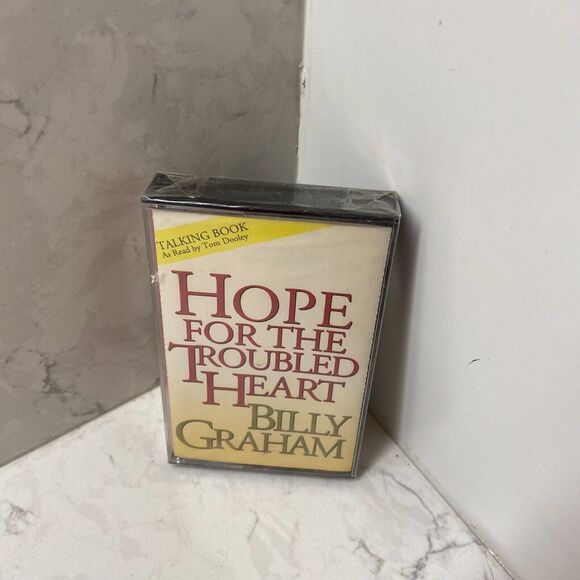 TALKING BOOK
As Read by Tom Dooley
HOPE
FOR THE
TROUBLED
HEART
BILLY
GRAHAM